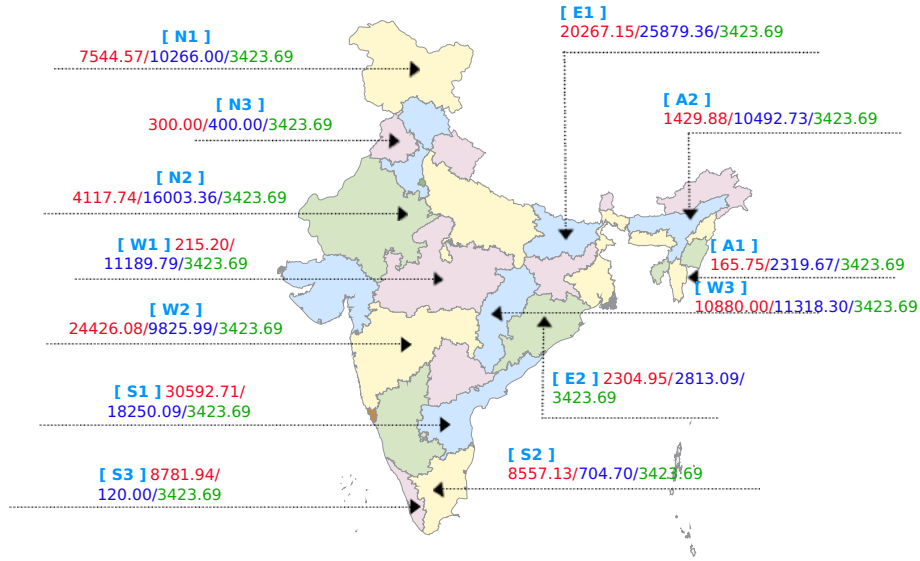 [ E1 ]
20267.15/25879.36/3423.69
[ N1 ]
7544.57/10266.00/3423.69
[ A2 ]
1429.88/10492.73/3423.69
[ N3 ]
300.00/400.00/3423.69
[ N2 ]
4117.74/16003.36/3423.69
[ W1 ] 215.20/
11189.79/3423.69
[ A1 ]
165.75/2319.67/3423.69
[ W3 ]
10880.00/11318.30/3423.69
[ W2 ]
24426.08/9825.99/3423.69
[ E2 ] 2304.95/2813.09/
3423.69
[ S1 ] 30592.71/
18250.09/3423.69
[ S2 ]
8557.13/704.70/3423.69
[ S3 ] 8781.94/
120.00/3423.69